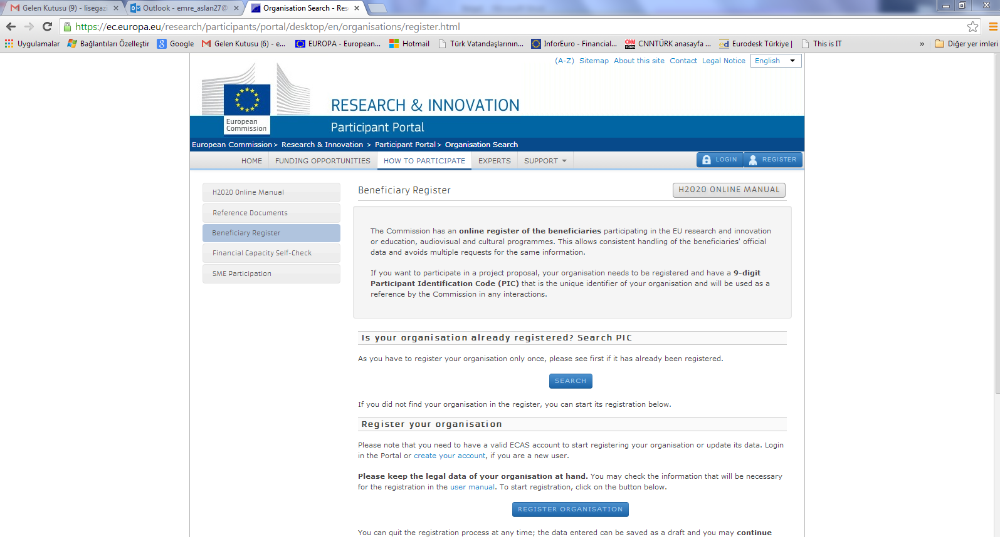 Gelen Kutusu (9) - lisegazi
Outlook - emre_aslan27@
Organisation Search - Res
https://ec.europa.eu/research/participants/portal/desktop/en/organisations/register.html
Uygulamalar
Bağlantıları Özelleştir
Google
Gelen Kutusu (6) - e...
EUROPA - European...
Hotmail
Türk Vatandaşlarının...
InforEuro - Financial...
CNNTÜRK anasayfa ...
Eurodesk Türkiye |
This is IT
»
Diğer yer imleri
(A-Z) Sitemap About this site Contact Legal Notice English
RESEARCH & INNOVATION
European
Commission
Participant Portal
European Commission > Research & Innovation > Participant Portal > Organisation Search
HOME FUNDING OPPORTUNITIES HOW TO PARTICIPATE EXPERTS SUPPORT LOGIN REGISTER
H2020 Online Manual
Reference Documents
Beneficiary Register
Financial Capacity Self-Check
SME Participation
Beneficiary Register
H2020 ONLINE MANUAL
The Commission has an online register of the beneficiaries participating in the EU research and innovation
or education, audiovisual and cultural programmes. This allows consistent handling of the beneficiaries' official
data and avoids multiple requests for the same information.
If you want to participate in a project proposal, your organisation needs to be registered and have a 9-digit
Participant Identification Code (PIC) that is the unique identifier of your organisation and will be used as a
reference by the Commission in any interactions.
Is your organisation already registered? Search PIC
As you have to register your organisation only once, please see first if it has already been registered.
SEARCH
If you did not find your organisation in the register, you can start its registration below.
Register your organisation
Please note that you need to have a valid ECAS account to start registering your organisation or update its data. Login
in the Portal or create your account, if you are a new user.
Please keep the legal data of your organisation at hand. You may check the information that will be necessary
for the registration in the user manual. To start registration, click on the button below.
REGISTER ORGANISATION
You can quit the registration process at any time; the data entered can be saved as a draft and you may continue